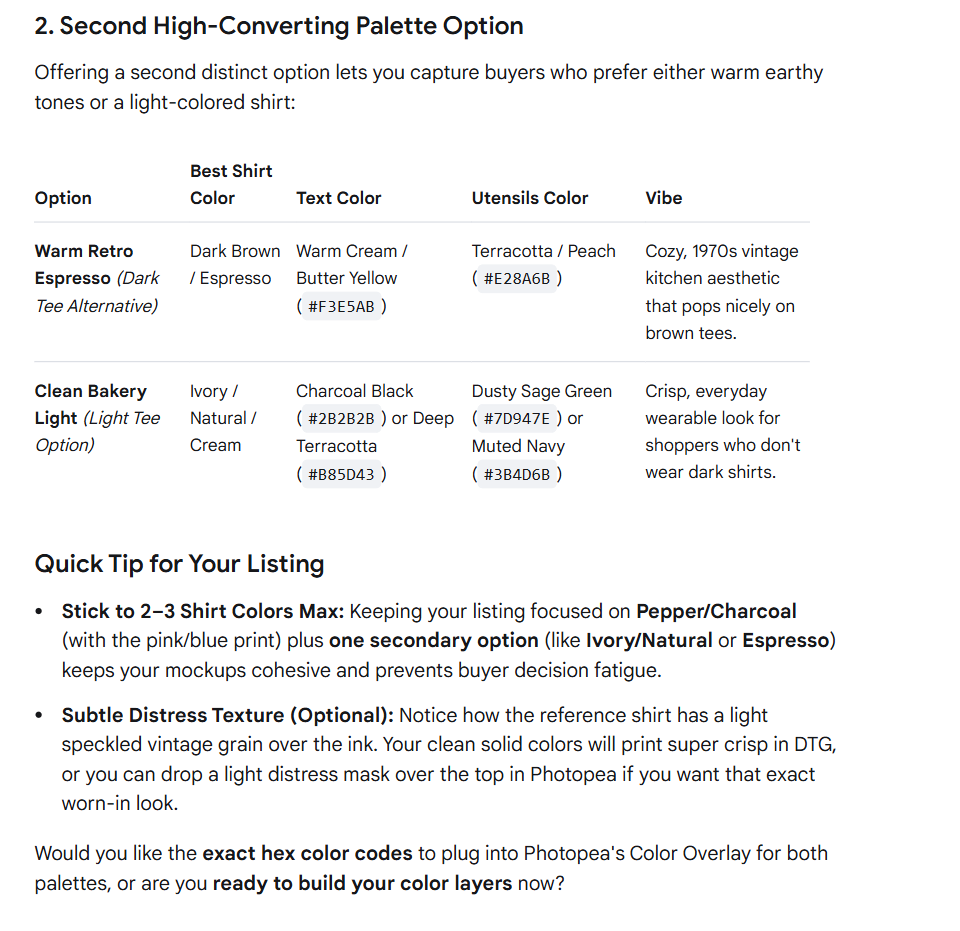 2. Second High-Converting Palette Option
Offering a second distinct option lets you capture buyers who prefer either warm earthy
tones or a light-colored shirt:
Option
Best Shirt
Color
Text Color
Utensils Color
Vibe
Warm Retro
Espresso (Dark
Tee Alternative)
Dark Brown
/ Espresso
Warm Cream /
Butter Yellow
( #F3E5AB )
Terracotta / Peach
( #E28A6B )
Cozy, 1970s vintage
kitchen aesthetic
that pops nicely on
brown tees.
Clean Bakery
Light (Light Tee
Option)
Ivory /
Natural /
Cream
Charcoal Black
( #2B2B2B ) or Deep
Terracotta
( #B85D43 )
Dusty Sage Green
( #7D947E ) or
Muted Navy
( #3B4D6B )
Crisp, everyday
wearable look for
shoppers who don't
wear dark shirts.
Quick Tip for Your Listing
• Stick to 2–3 Shirt Colors Max: Keeping your listing focused on Pepper/Charcoal
(with the pink/blue print) plus one secondary option (like Ivory/Natural or Espresso)
keeps your mockups cohesive and prevents buyer decision fatigue.
• Subtle Distress Texture (Optional): Notice how the reference shirt has a light
speckled vintage grain over the ink. Your clean solid colors will print super crisp in DTG,
or you can drop a light distress mask over the top in Photopea if you want that exact
worn-in look.
Would you like the exact hex color codes to plug into Photopea's Color Overlay for both
palettes, or are you ready to build your color layers now?